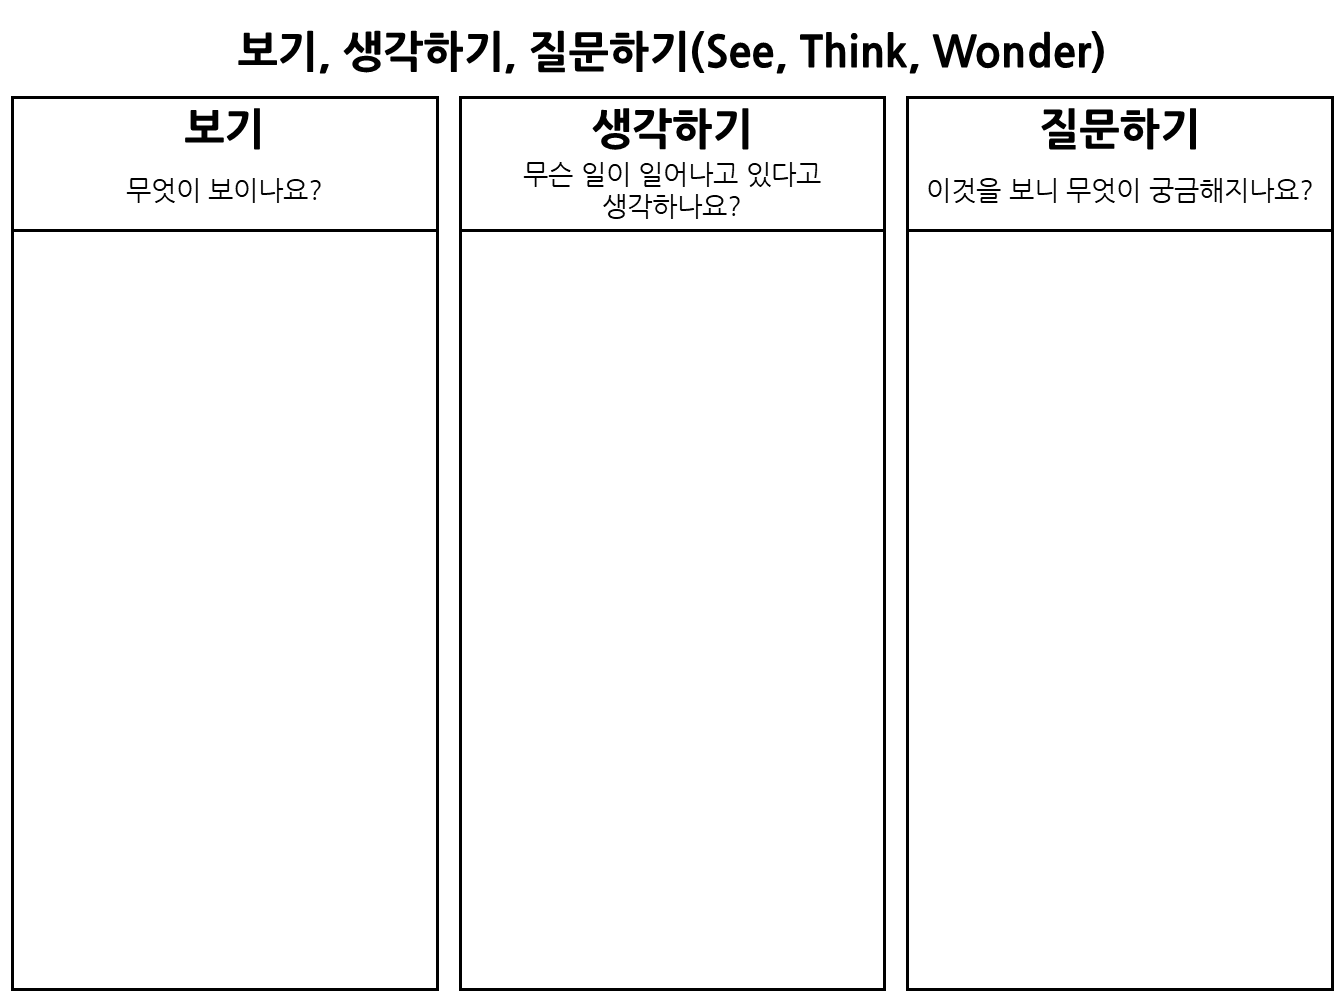 보기, 생각하기, 질문하기(See, Think, Wonder)
보기
무엇이 보이나요?
생각하기
무슨 일이 일어나고 있다고
생각하나요?
질문하기
이것을 보니 무엇이 궁금해지나요?